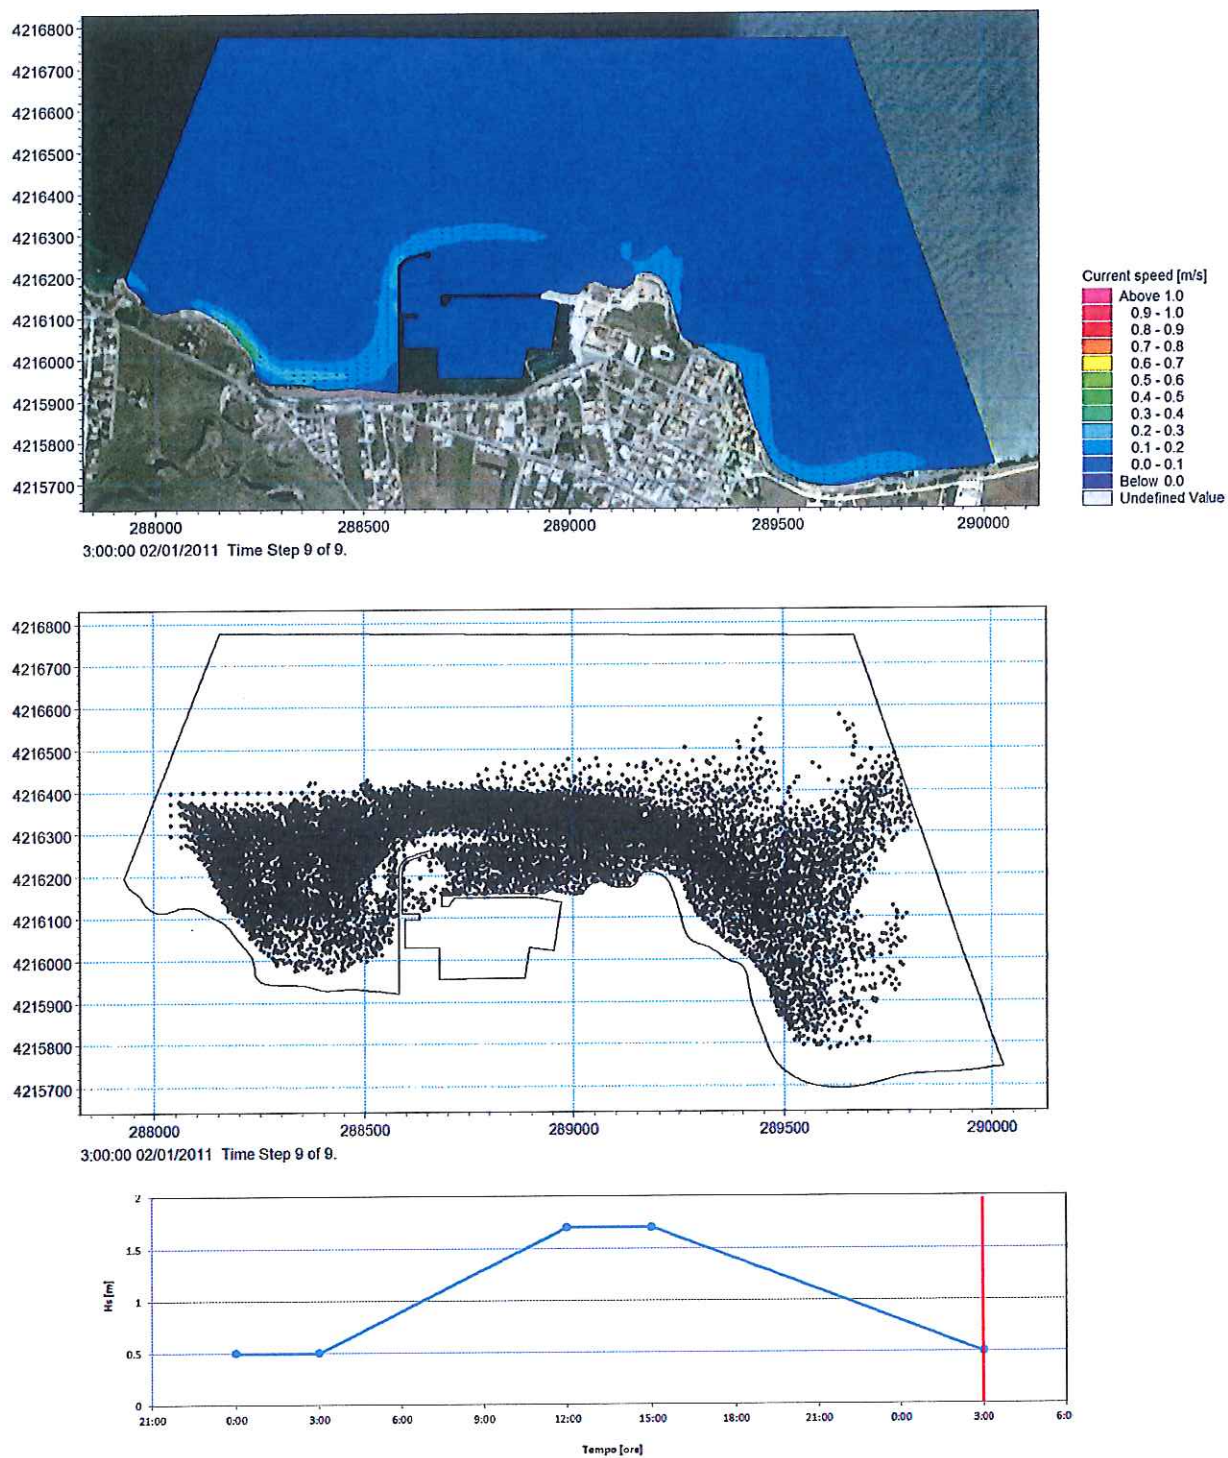 4216800
4216700
4216600
4216500
4216400
4216300
4216200
4216100
4216000
4215900
4215800
4215700
288000 288500 289000 289500 290000
3:00:00 02/01/2011 Time Step 9 of 9.
Current speed [m/s]
Above 1.0
0.9 - 1.0
0.8 - 0.9
0.7 - 0.8
0.6 - 0.7
0.5 - 0.6
0.4 - 0.5
0.3 - 0.4
0.2 - 0.3
0.1 - 0.2
0.0 - 0.1
Below 0.0
Undefined Value
4216800
4216700
4216600
4216500
4216400
4216300
4216200
4216100
4216000
4215900
4215800
4215700
288000 288500 289000 289500 290000
3:00:00 02/01/2011 Time Step 9 of 9.
2
1.5
1
0.5
0
Hs [m]
21:00 0:00 3:00 6:00 9:00 12:00 15:00 18:00 21:00 0:00 3:00 6:0
Tempo [ore]